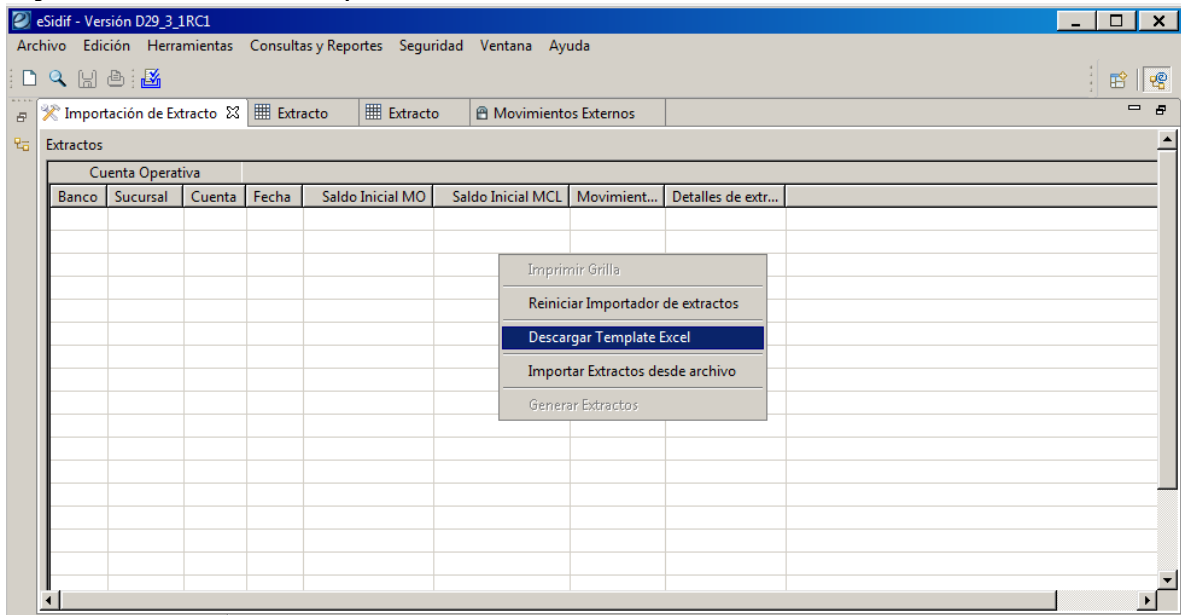 eSidif - Versión D29_3_1RC1
Archivo Edición Herramientas Consultas y Reportes Seguridad Ventana Ayuda
Importación de Extracto Extracto Extracto Movimientos Externos
Extractos
Cuenta Operativa
Banco Sucursal Cuenta Fecha Saldo Inicial MO Saldo Inicial MCL Movimient... Detalles de extr...
Imprimir Grilla
Reiniciar Importador de extractos
Descargar Template Excel
Importar Extractos desde archivo
Generar Extractos